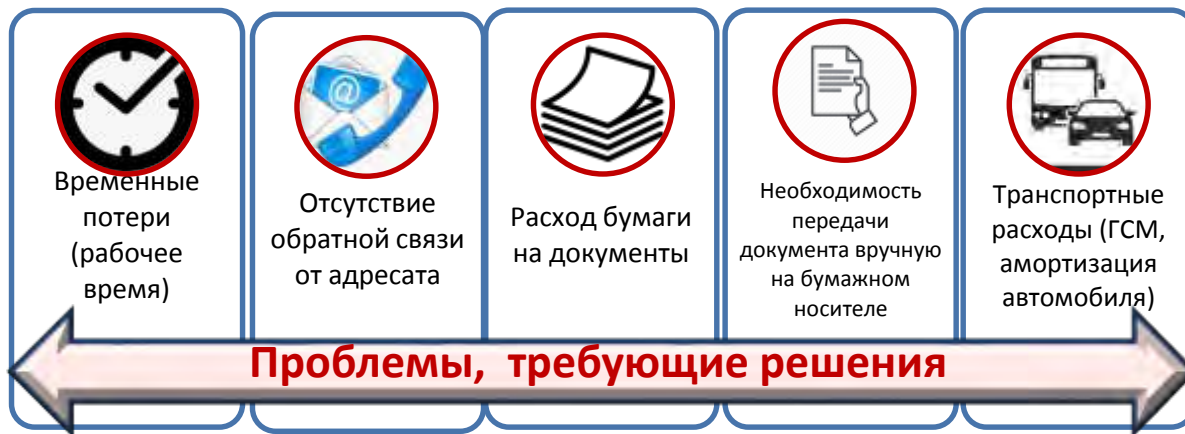 Временные
потери
(рабочее
время)
Отсутствие
обратной связи
от адресата
Расход бумаги
на документы
Необходимость
передачи
документа вручную
на бумажном
носителе
Транспортные
расходы (ГСМ,
амортизация
автомобиля)
Проблемы, требующие решения